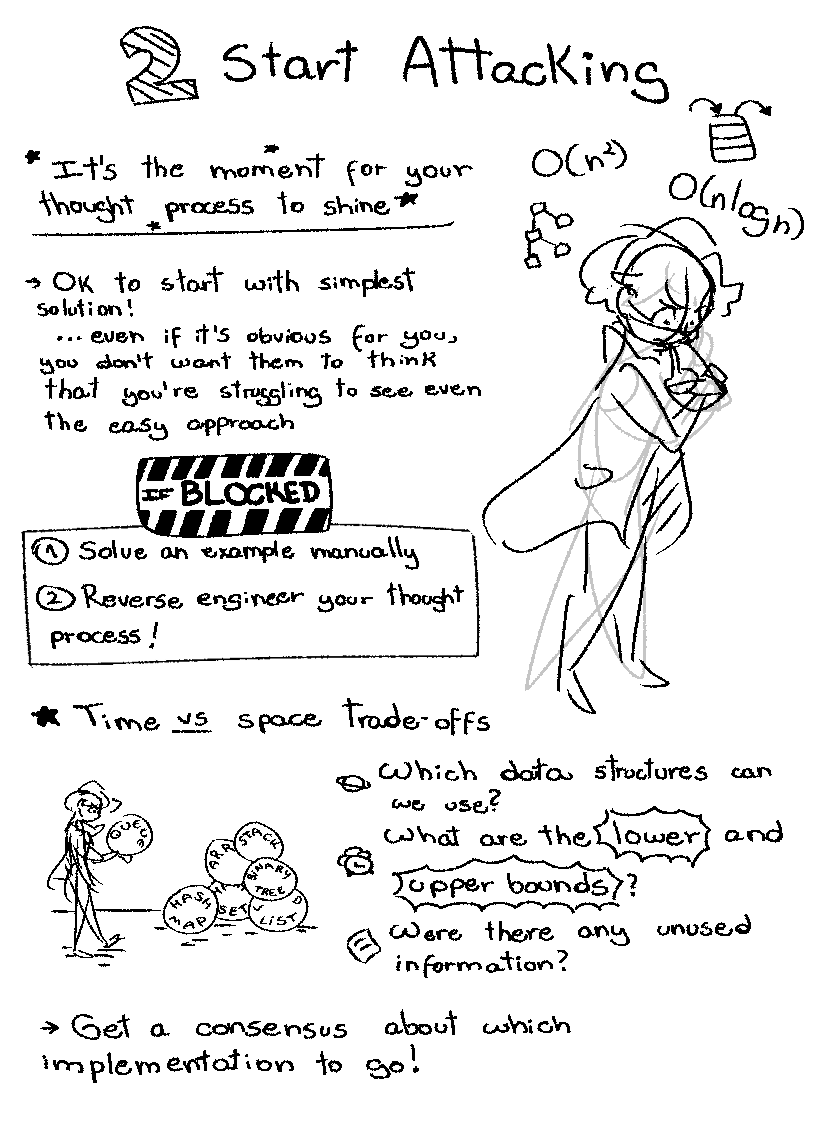 2 Start Attacking
It's the moment for your
thought process to shine
O(n²)
O(nlogn)
→ OK to start with simplest
solution!
... even if it's obvious for you,
you don't want them to think
that you're struggling to see even
the easy approach
IF BLOCKED
1 Solve an example manually
2 Reverse engineer your thought
process!
★ Time vs space trade-offs
Which data structures can
we use?
What are the lower and
upper bounds?
Were there any unused
information?
QUEUE
STACK
ARRA
BINARY
TREE
HASH
MAP
SET
LIST
→ Get a consensus about which
implementation to go!